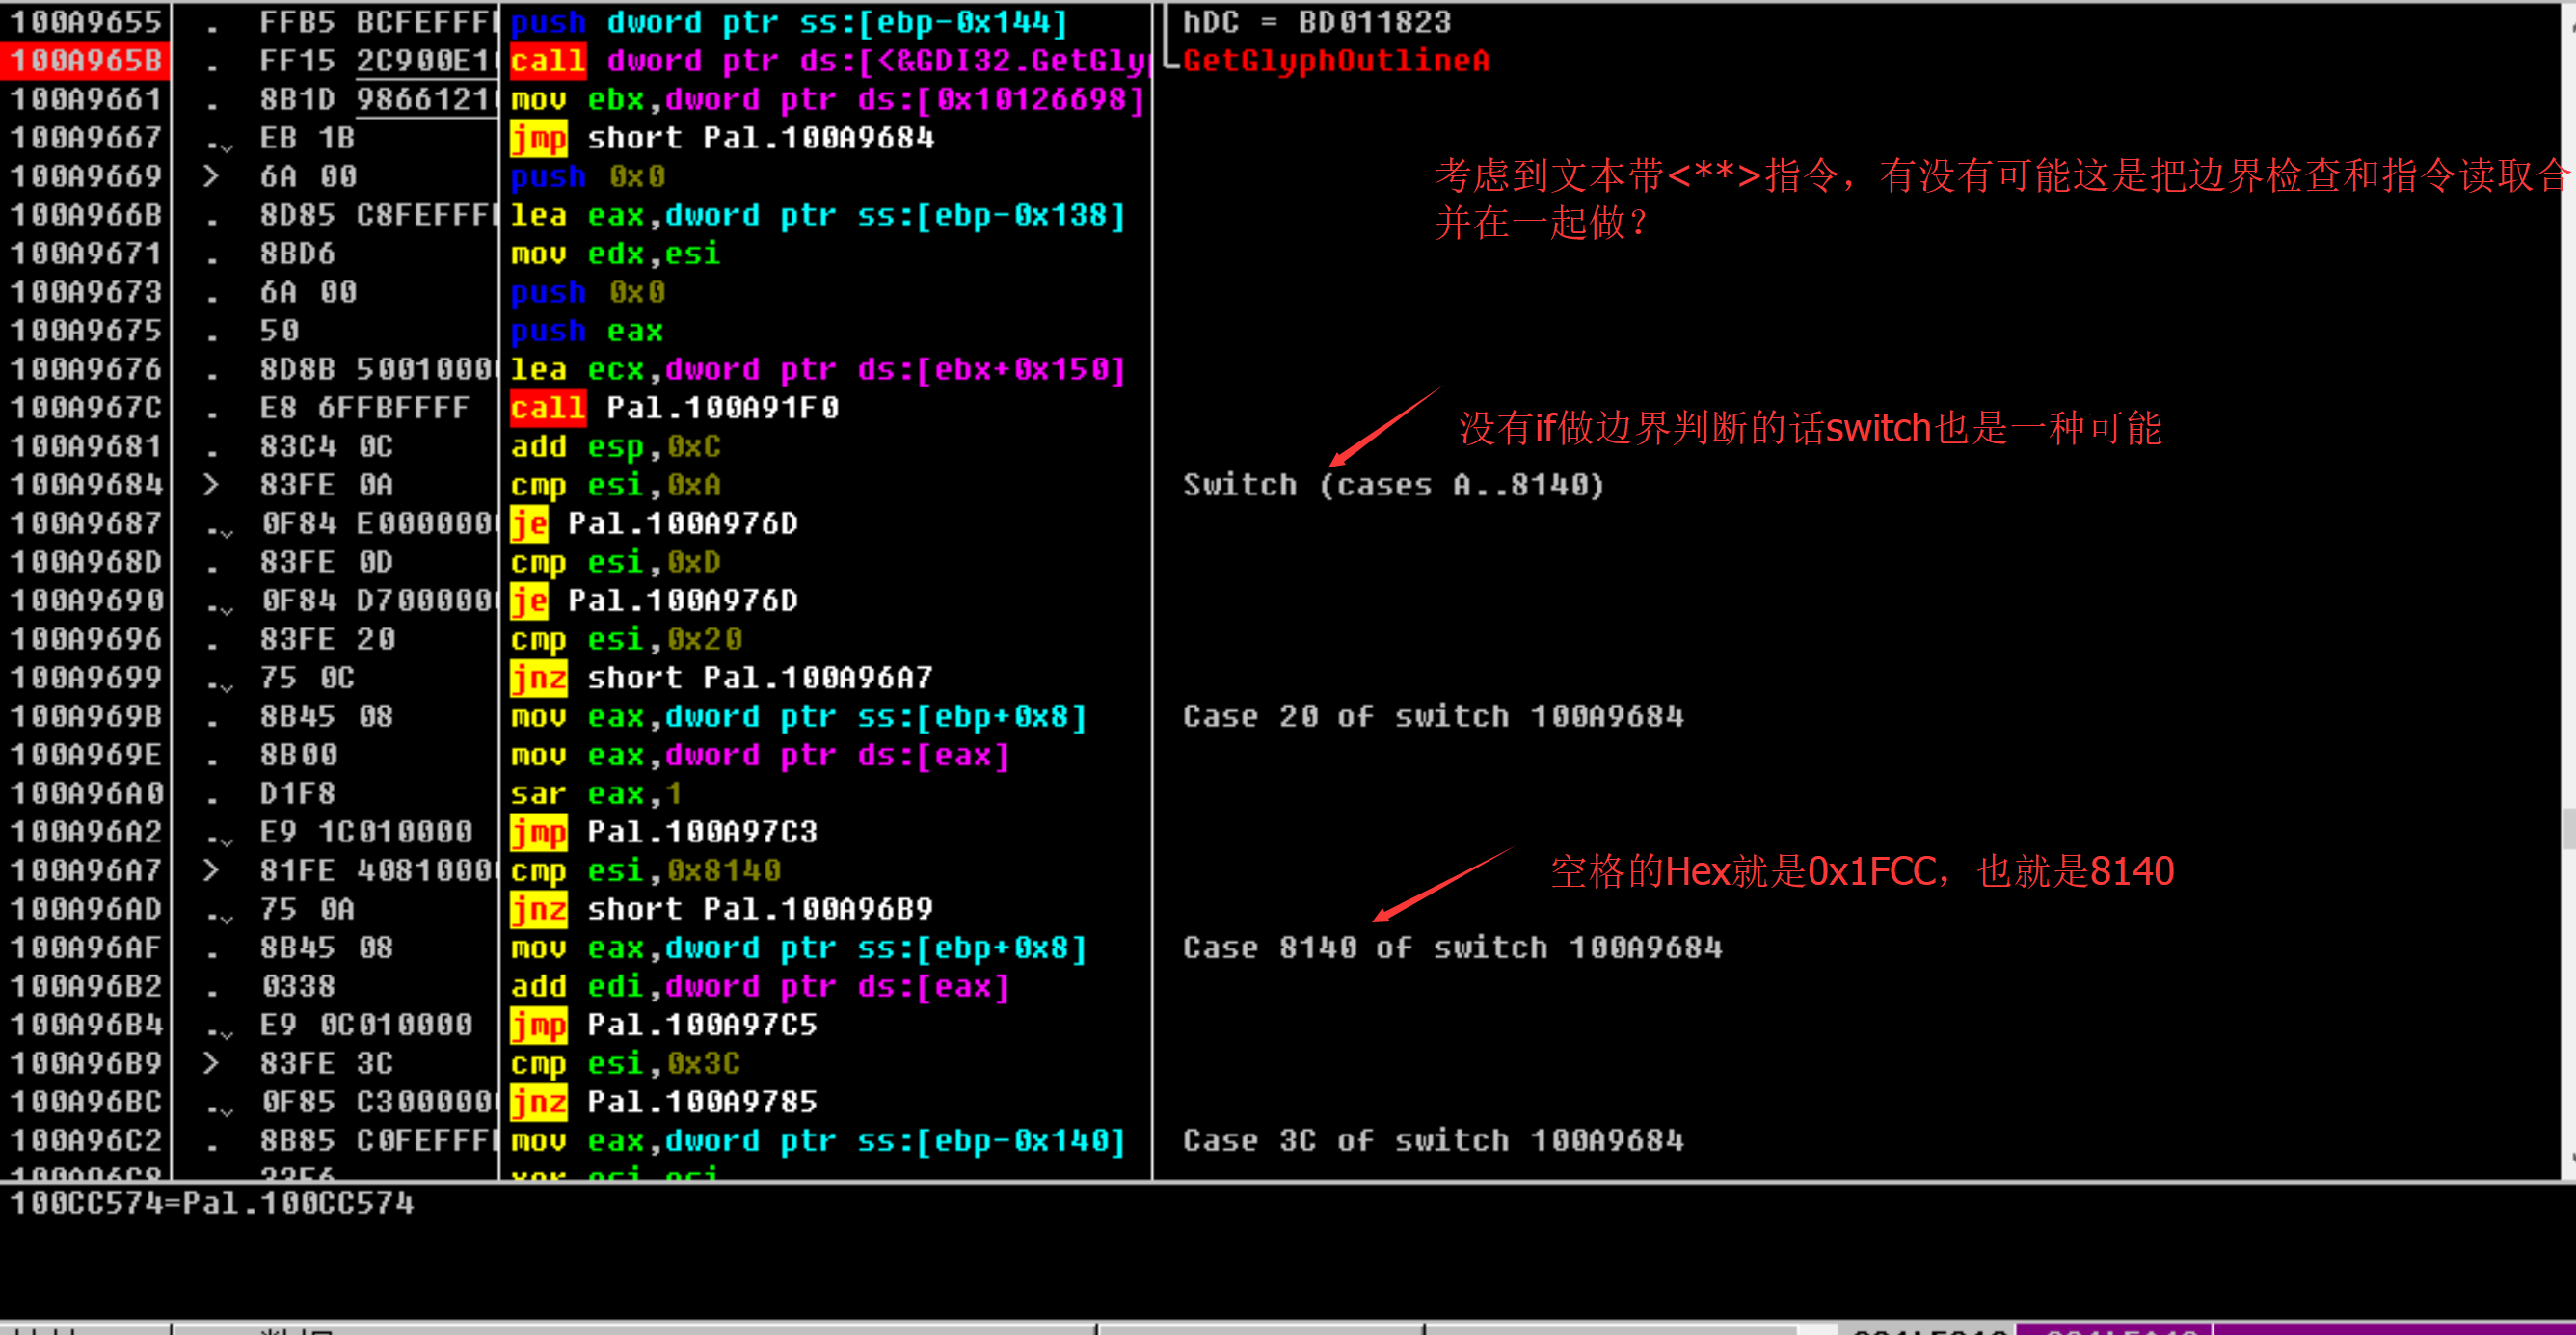 100A9655 . FFB5 BCFEFFF push dword ptr ss:[ebp-0x144] hDC = BD011823
100A965B . FF15 2C900E1 call dword ptr ds:[<&GDI32.GetGly GetGlyphOutlineA
100A9661 . 8B1D 9866121 mov ebx,dword ptr ds:[0x10126698]
100A9667 . EB 1B jmp short Pal.100A9684
100A9669 > 6A 00 push 0x0
考虑到文本带<**>指令，有没有可能这是把边界检查和指令读取合
并在一起做？
100A966B . 8D85 C8FEFFF lea eax,dword ptr ss:[ebp-0x138]
100A9671 . 8BD6 mov edx,esi
100A9673 . 6A 00 push 0x0
100A9675 . 50 push eax
100A9676 . 8D8B 5001000 lea ecx,dword ptr ds:[ebx+0x150]
100A967C . E8 6FFBFFFF call Pal.100A91F0
没有if做边界判断的话switch也是一种可能
100A9681 . 83C4 0C add esp,0xC
100A9684 > 83FE 0A cmp esi,0xA Switch (cases A..8140)
100A9687 . 0F84 E000000 je Pal.100A976D
100A968D . 83FE 0D cmp esi,0xD
100A9690 . 0F84 D700000 je Pal.100A976D
100A9696 . 83FE 20 cmp esi,0x20
100A9699 . 75 0C jnz short Pal.100A96A7
100A969B . 8B45 08 mov eax,dword ptr ss:[ebp+0x8] Case 20 of switch 100A9684
100A969E . 8B00 mov eax,dword ptr ds:[eax]
100A96A0 . D1F8 sar eax,1
100A96A2 . E9 1C010000 jmp Pal.100A97C3
100A96A7 > 81FE 4081000 cmp esi,0x8140 空格的Hex就是0x1FCC，也就是8140
100A96AD . 75 0A jnz short Pal.100A96B9
100A96AF . 8B45 08 mov eax,dword ptr ss:[ebp+0x8] Case 8140 of switch 100A9684
100A96B2 . 0338 add edi,dword ptr ds:[eax]
100A96B4 . E9 0C010000 jmp Pal.100A97C5
100A96B9 > 83FE 3C cmp esi,0x3C
100A96BC . 0F85 C300000 jnz Pal.100A9785
100A96C2 . 8B85 C0FEFFF mov eax,dword ptr ss:[ebp-0x140] Case 3C of switch 100A9684
100A96C8 . 33F6 xor esi,esi
100CC574=Pal.100CC574